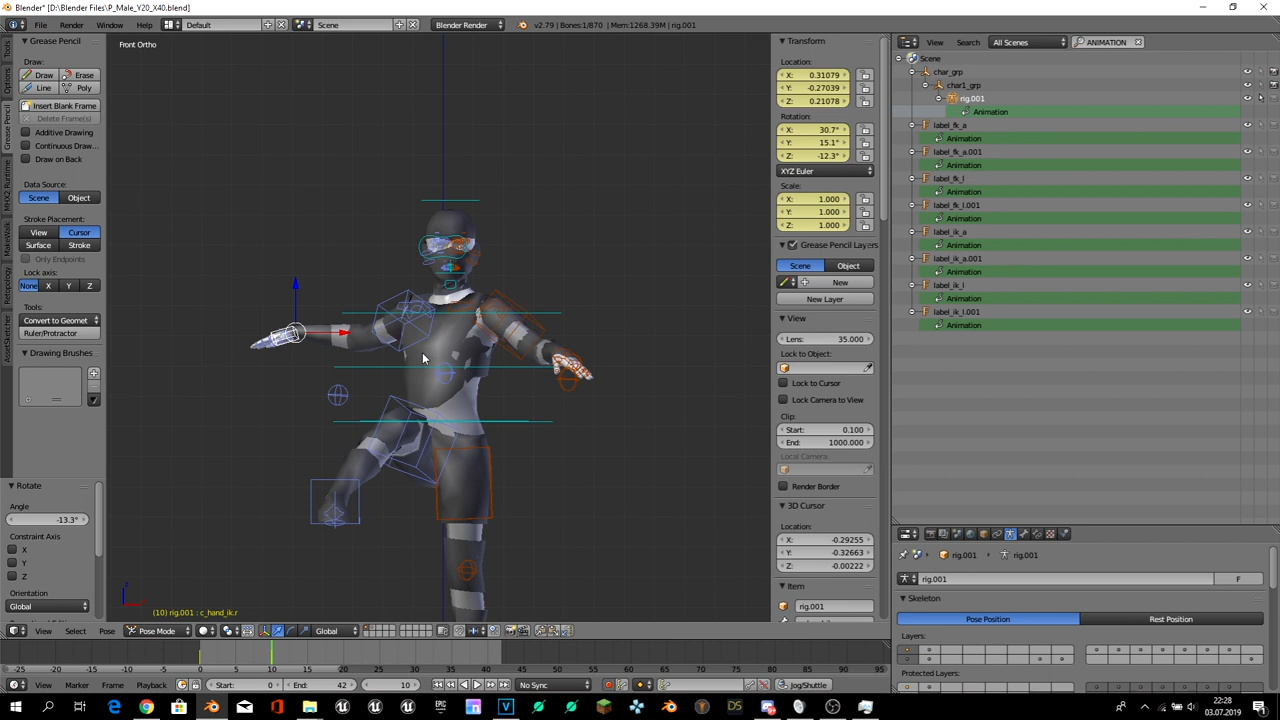 Blender* [D:\Blender Files\P_Male_Y20_X40.blend]
File Render Window Help Default Scene Blender Render v2.79 | Bones:1/870 | Mem:1268.39M | rig.001
Grease Pencil
Draw:
Draw Erase
Line Poly
Insert Blank Frame
Delete Frame(s)
Additive Drawing
Continuous Draw...
Draw on Back
Data Source:
Scene Object
Stroke Placement:
View Cursor
Surface Stroke
Only Endpoints
Lock axis:
None X Y Z
Tools:
Convert to Geomet
Ruler/Protractor
Drawing Brushes
Tools
Options
Grease Pencil
MHX2 Runtime
MakeWalk
Retopology
AssetSketcher
Rotate
Angle
-13.3°
Constraint Axis
X
Y
Z
Orientation
Global
Front Ortho
(10) rig.001 : c_hand_ik.r
Transform
Location:
X: 0.31079
Y: -0.27039
Z: 0.21078
Rotation:
X: 30.7°
Y: 15.1°
Z: -12.3°
XYZ Euler
Scale:
X: 1.000
Y: 1.000
Z: 1.000
Grease Pencil Layers
Scene Object
New
New Layer
View
Lens: 35.000
Lock to Object:
Lock to Cursor
Lock Camera to View
Clip:
Start: 0.100
End: 1000.000
Local Camera:
Render Border
3D Cursor
Location:
X: -0.29255
Y: -0.32663
Z: -0.00222
Item
rig.001
View Search All Scenes ANIMATION
Scene
char_grp
char1_grp
rig.001
Animation
label_fk_a
Animation
label_fk_a.001
Animation
label_fk_l
Animation
label_fk_l.001
Animation
label_ik_a
Animation
label_ik_a.001
Animation
label_ik_l
Animation
label_ik_l.001
Animation
rig.001 rig.001
rig.001 F
Skeleton
Pose Position Rest Position
Layers:
Protected Layers:
View Select Pose Pose Mode Global
-25 -20 -15 -10 -5 0 5 10 15 20 25 30 35 40 45 50 55 60 65 70 75 80 85 90 95
View Marker Frame Playback Start: 0 End: 42 10 No Sync Jog/Shuttle
22:28
03.07.2019